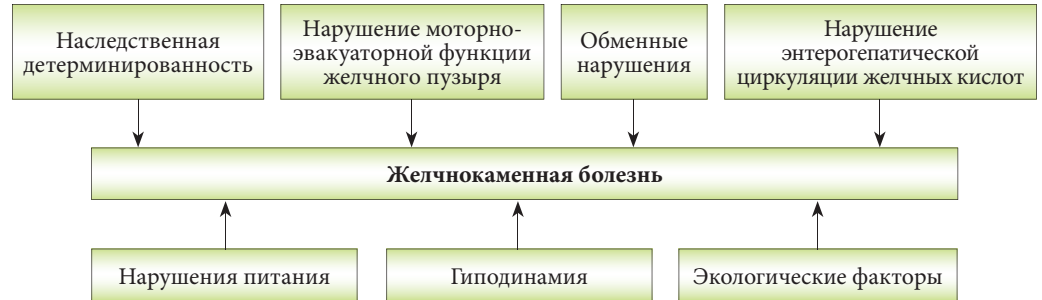 Наследственная
детерминированность
Нарушение моторно-
эвакуаторной функции
желчного пузыря
Обменные
нарушения
Нарушение
энтерогепатической
циркуляции желчных кислот
Желчнокаменная болезнь
Нарушения питания
Гиподинамия
Экологические факторы